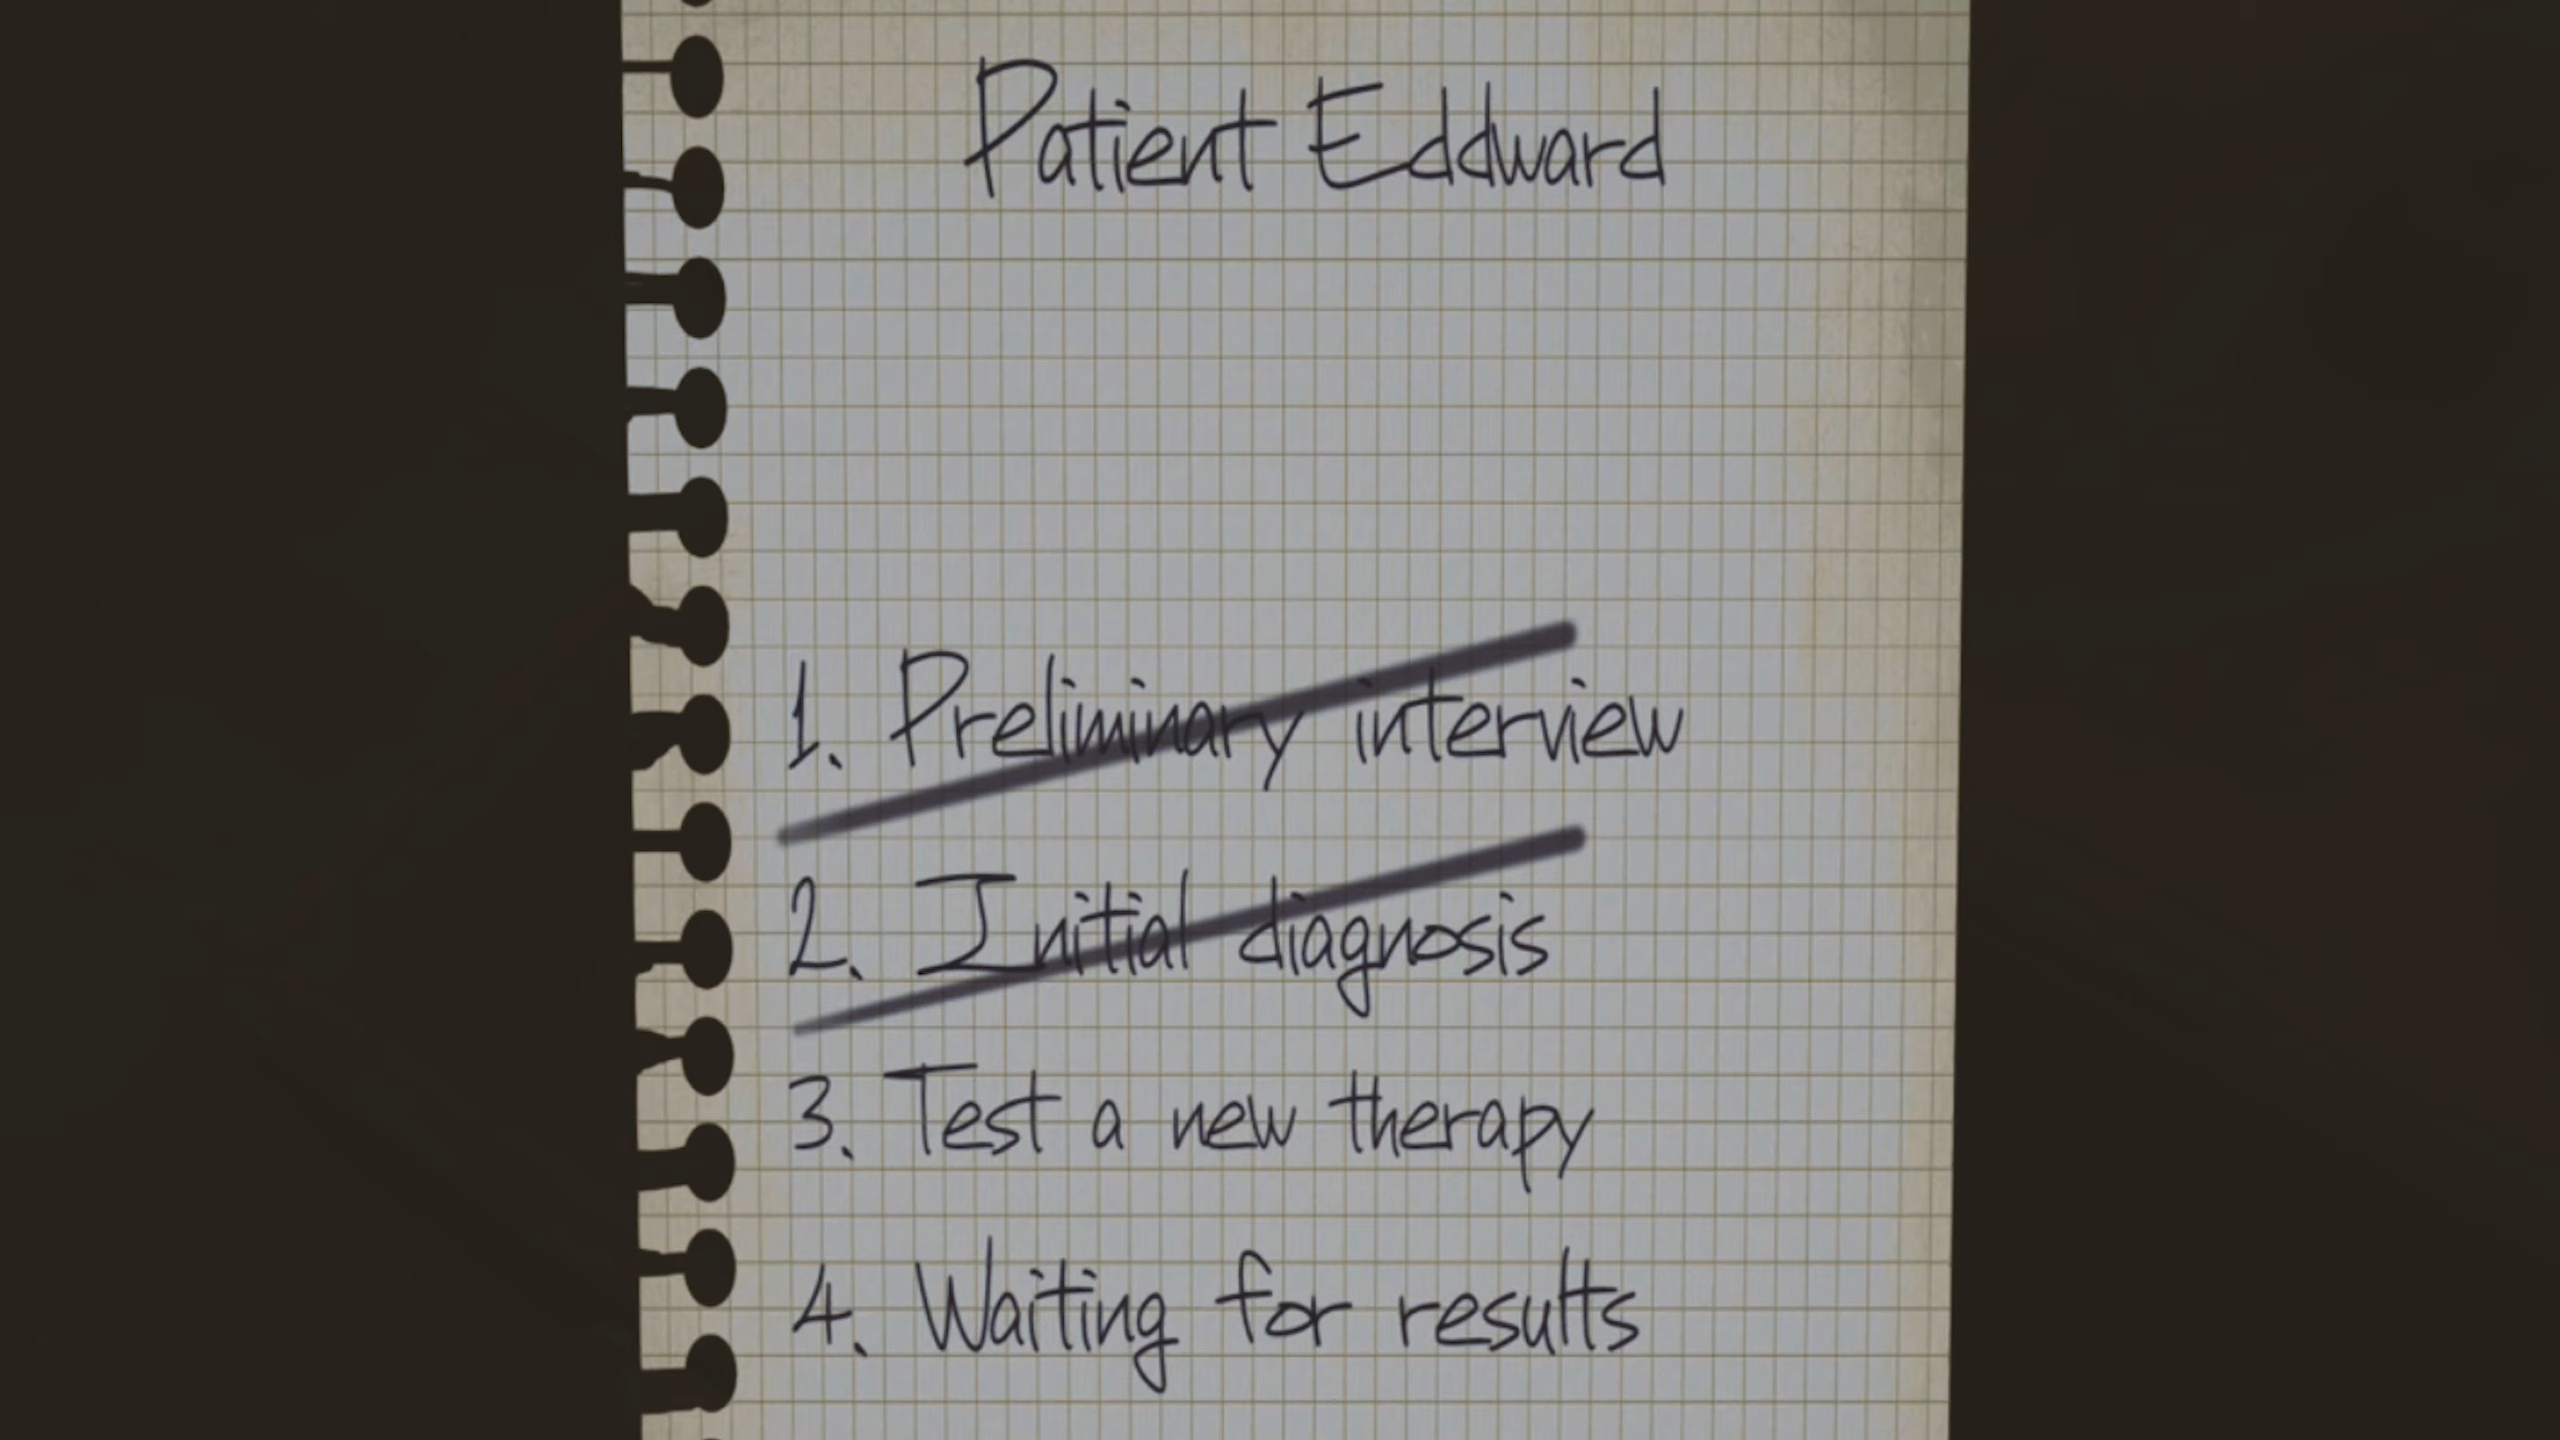 Patient Eddward
1. Preliminary interview
2. Initial diagnosis
3. Test a new therapy
4. Waiting for results